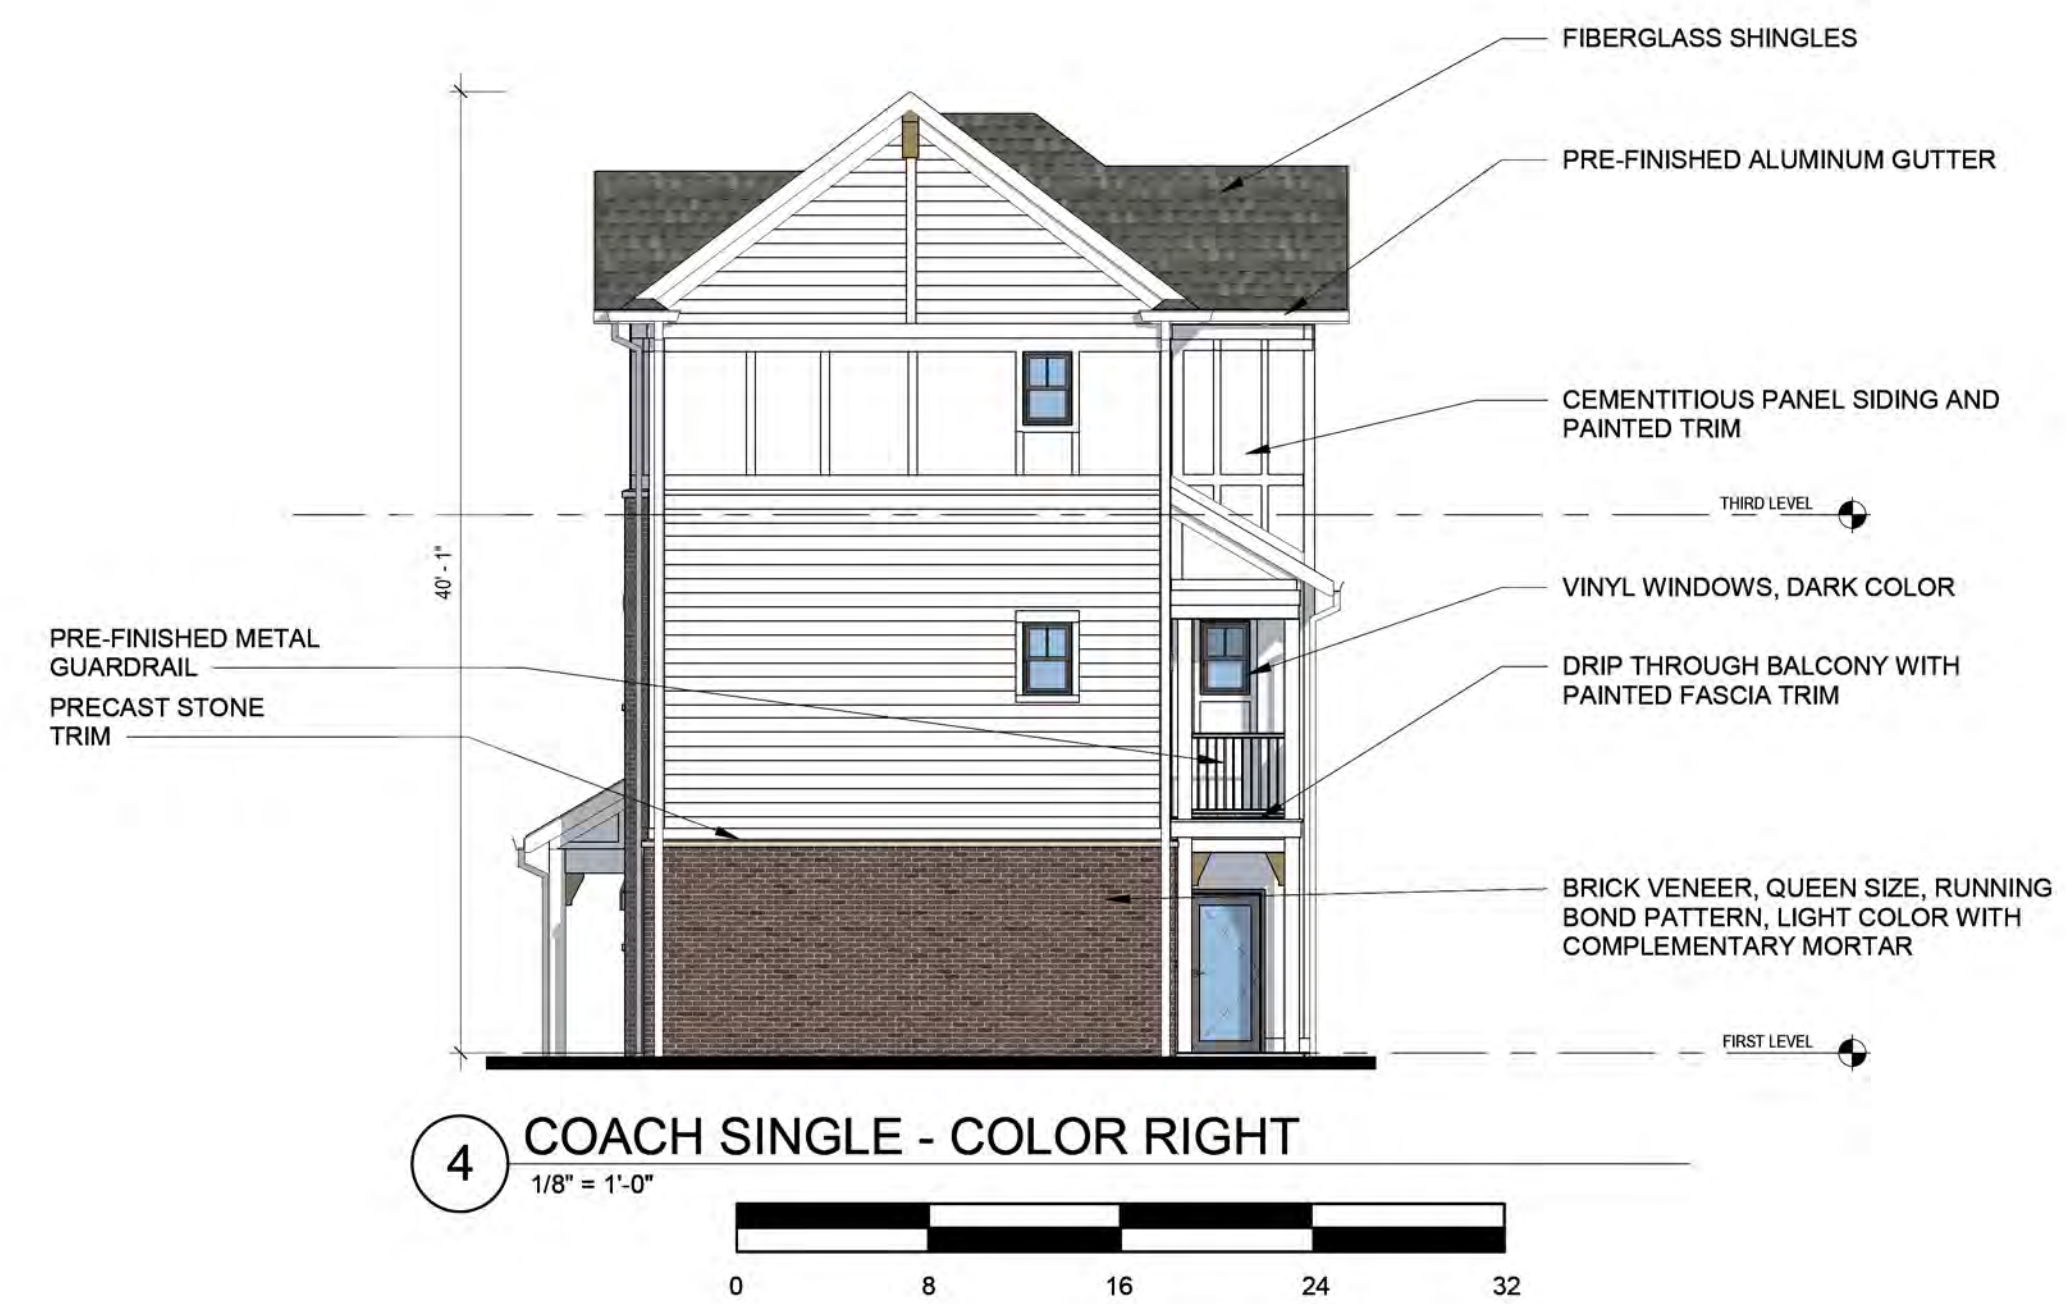 FIBERGLASS SHINGLES
PRE-FINISHED ALUMINUM GUTTER
CEMENTITIOUS PANEL SIDING AND
PAINTED TRIM
THIRD LEVEL
40' - 1"
VINYL WINDOWS, DARK COLOR
PRE-FINISHED METAL
GUARDRAIL
DRIP THROUGH BALCONY WITH
PAINTED FASCIA TRIM
PRECAST STONE
TRIM
BRICK VENEER, QUEEN SIZE, RUNNING
BOND PATTERN, LIGHT COLOR WITH
COMPLEMENTARY MORTAR
FIRST LEVEL
4
COACH SINGLE - COLOR RIGHT
1/8" = 1'-0"
0 8 16 24 32